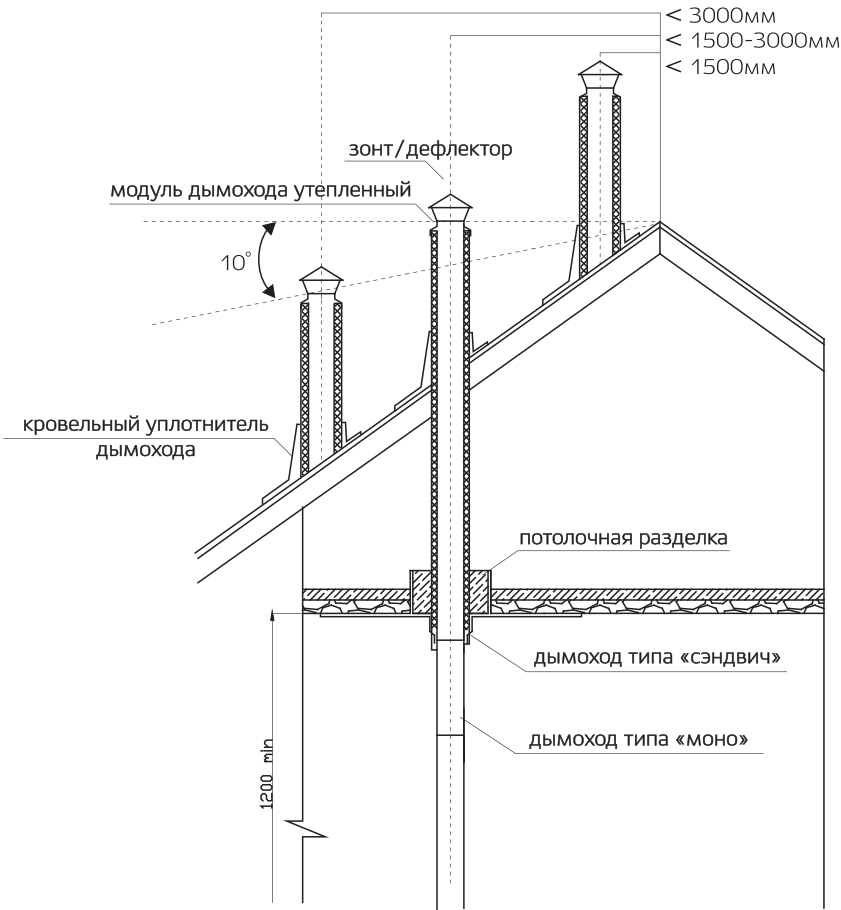 < 3000мм
< 1500-3000мм
< 1500мм
зонт/дефлектор
модуль дымохода утепленный
10°
кровельный уплотнитель
дымохода
потолочная разделка
дымоход типа «сэндвич»
дымоход типа «моно»
1200 min